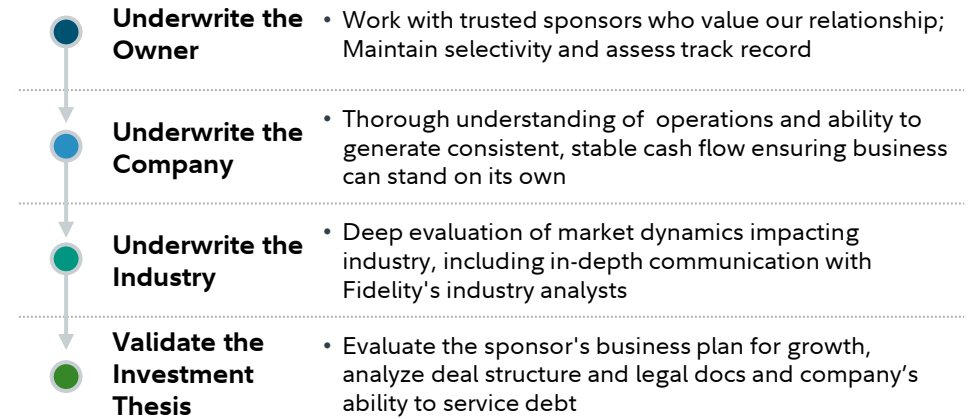 Underwrite the
Owner
• Work with trusted sponsors who value our relationship;
Maintain selectivity and assess track record
Underwrite the
Company
• Thorough understanding of  operations and ability to
generate consistent, stable cash flow ensuring business
can stand on its own
Underwrite the
Industry
• Deep evaluation of market dynamics impacting
industry, including in-depth communication with
Fidelity's industry analysts
Validate the
Investment
Thesis
• Evaluate the sponsor's business plan for growth,
analyze deal structure and legal docs and company’s
ability to service debt